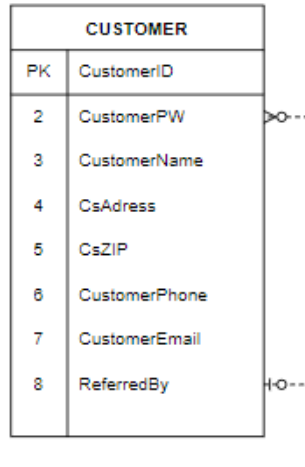 CUSTOMER
PK CustomerID
2 CustomerPW
3 CustomerName
4 CsAdress
5 CsZIP
6 CustomerPhone
7 CustomerEmail
8 ReferredBy